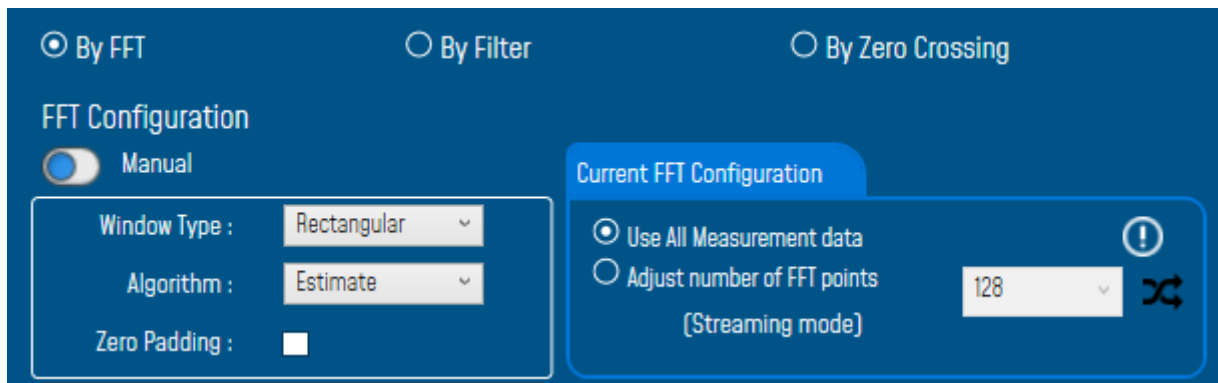 By FFT By Filter By Zero Crossing
FFT Configuration
Manual
Current FFT Configuration
Window Type : Rectangular
Algorithm : Estimate
Zero Padding :
Use All Measurement data
Adjust number of FFT points 128
(Streaming mode)